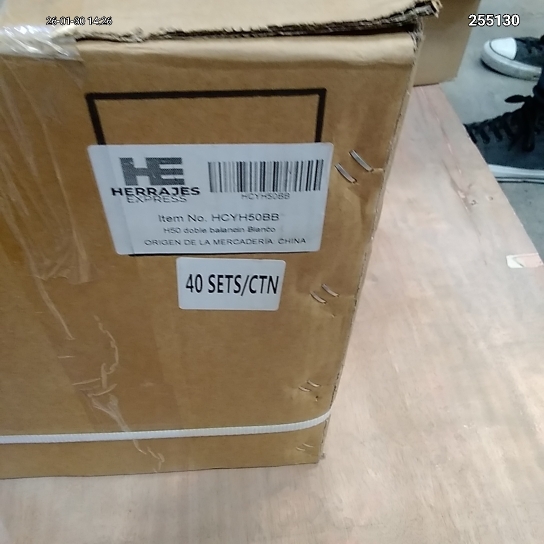 26-01-30 14:26
255130
HE
HERRAJES
EXPRESS
HCYH50BB
Item No. HCYH50BB
H50 doble balancin Blanco
ORIGEN DE LA MERCADERÍA: CHINA
40 SETS/CTN